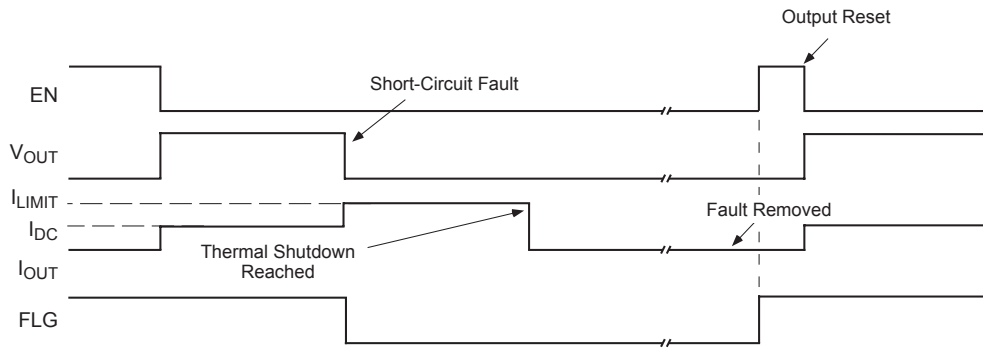 Output Reset
EN
Short-Circuit Fault
VOUT
ILIMIT
IDC
Fault Removed
Thermal Shutdown
Reached
IOUT
FLG